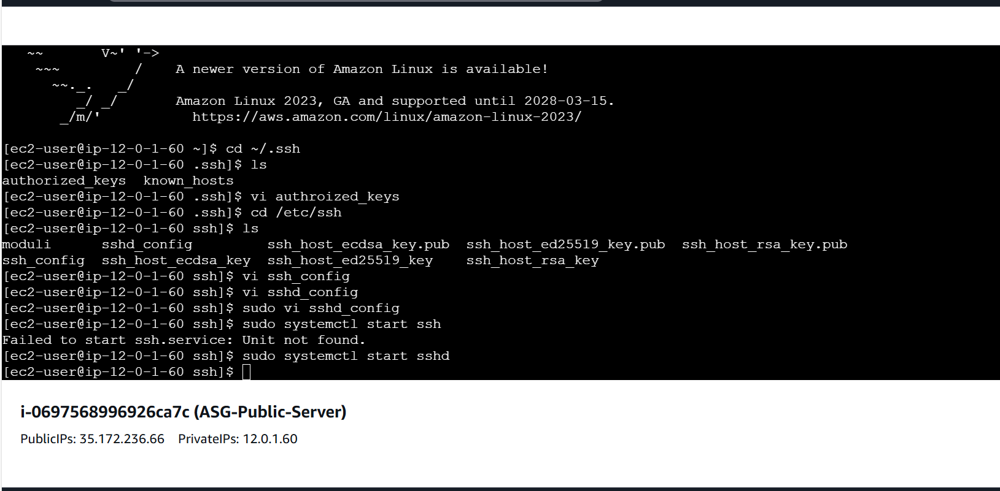 ~~ V~' '->
~~~ / A newer version of Amazon Linux is available!
~~._. _/
_/ _/ Amazon Linux 2023, GA and supported until 2028-03-15.
_/m/' https://aws.amazon.com/linux/amazon-linux-2023/
[ec2-user@ip-12-0-1-60 ~]$ cd ~/.ssh
[ec2-user@ip-12-0-1-60 .ssh]$ ls
authorized_keys known_hosts
[ec2-user@ip-12-0-1-60 .ssh]$ vi authroized_keys
[ec2-user@ip-12-0-1-60 .ssh]$ cd /etc/ssh
[ec2-user@ip-12-0-1-60 ssh]$ ls
moduli sshd_config ssh_host_ecdsa_key.pub ssh_host_ed25519_key.pub ssh_host_rsa_key.pub
ssh_config ssh_host_ecdsa_key ssh_host_ed25519_key ssh_host_rsa_key
[ec2-user@ip-12-0-1-60 ssh]$ vi ssh_config
[ec2-user@ip-12-0-1-60 ssh]$ vi sshd_config
[ec2-user@ip-12-0-1-60 ssh]$ sudo vi sshd_config
[ec2-user@ip-12-0-1-60 ssh]$ sudo systemctl start ssh
Failed to start ssh.service: Unit not found.
[ec2-user@ip-12-0-1-60 ssh]$ sudo systemctl start sshd
[ec2-user@ip-12-0-1-60 ssh]$
i-0697568996926ca7c (ASG-Public-Server)
PublicIPs: 35.172.236.66 PrivateIPs: 12.0.1.60